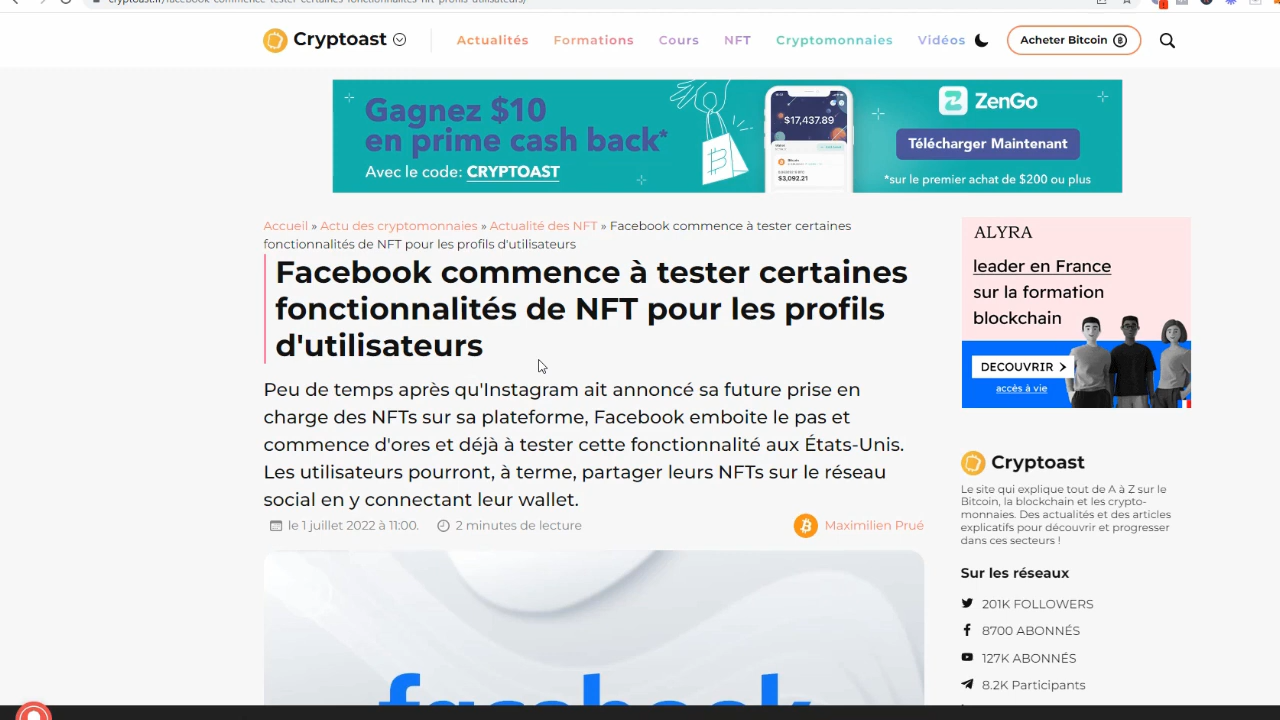 Cryptoast
Actualités Formations Cours NFT Cryptomonnaies Vidéos Acheter Bitcoin
Gagnez $10
en prime cash back*
Avec le code: CRYPTOAST
$17,437.89
$3,092.21
ZenGo
Télécharger Maintenant
*sur le premier achat de $200 ou plus
Accueil » Actu des cryptomonnaies » Actualité des NFT » Facebook commence à tester certaines
fonctionnalités de NFT pour les profils d'utilisateurs
Facebook commence à tester certaines
fonctionnalités de NFT pour les profils
d'utilisateurs
Peu de temps après qu'Instagram ait annoncé sa future prise en
charge des NFTs sur sa plateforme, Facebook emboite le pas et
commence d'ores et déjà à tester cette fonctionnalité aux États-Unis.
Les utilisateurs pourront, à terme, partager leurs NFTs sur le réseau
social en y connectant leur wallet.
le 1 juillet 2022 à 11:00. 2 minutes de lecture Maximilien Prué
facebook
ALYRA
leader en France
sur la formation
blockchain
DECOUVRIR >
accès à vie
Cryptoast
Le site qui explique tout de A à Z sur le
Bitcoin, la blockchain et les crypto-
monnaies. Des actualités et des articles
explicatifs pour découvrir et progresser
dans ces secteurs !
Sur les réseaux
201K FOLLOWERS
8700 ABONNÉS
127K ABONNÉS
8.2K Participants